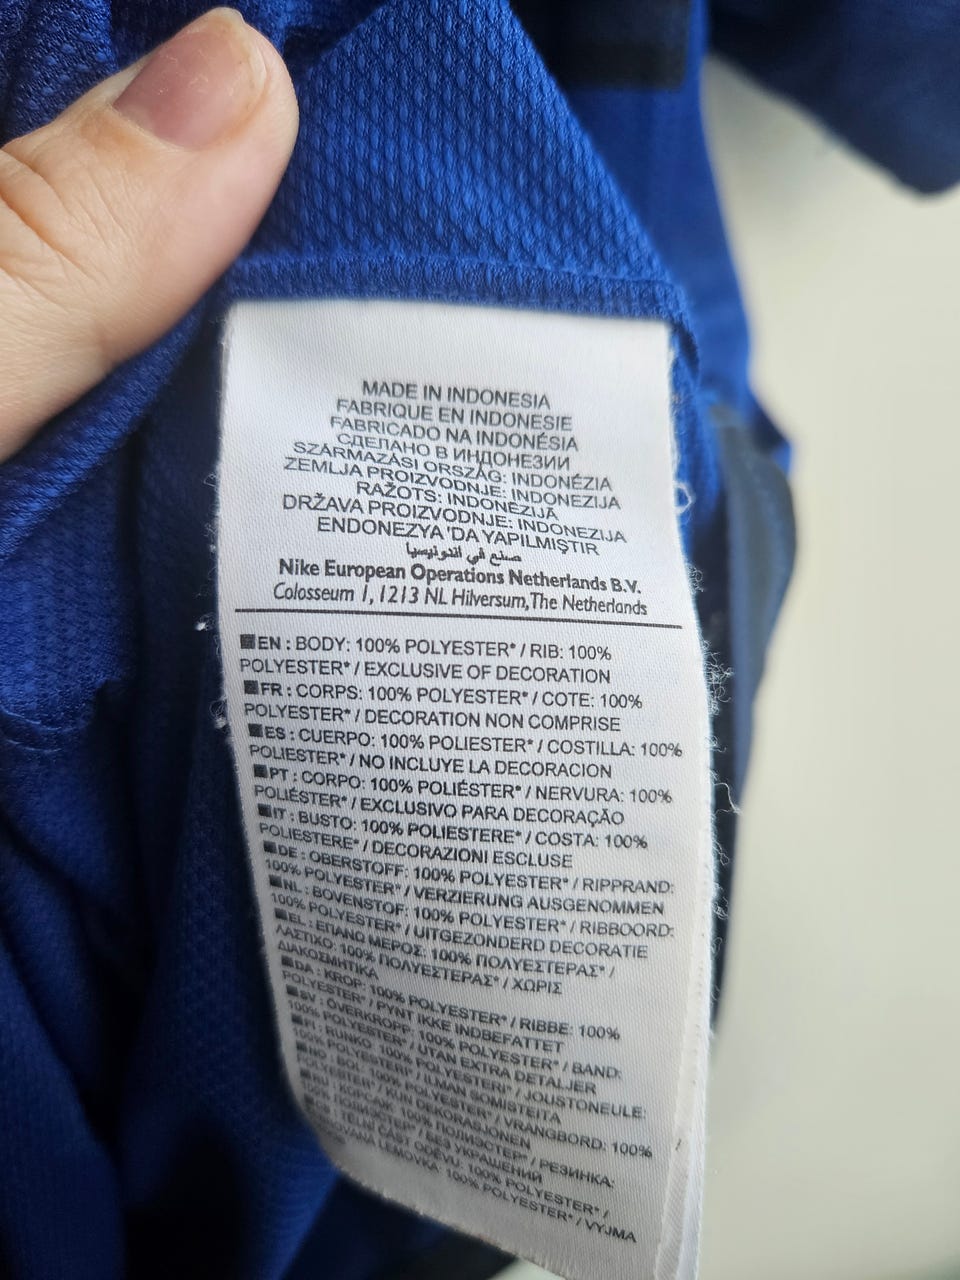 MADE IN INDONESIA
FABRIQUE EN INDONESIE
FABRICADO NA INDONÉSIA
СДЕЛАНО В ИНДОНЕЗИИ
SZÁRMAZÁSI ORSZÁG: INDONÉZIA
ZEMLJA PROIZVODNJE: INDONEZIJA
RAŽOTS: INDONĒZIJĀ
DRŽAVA PROIZVODNJE: INDONEZIJA
ENDONEZYA 'DA YAPILMIŞTIR
صنع في اندونيسيا
Nike European Operations Netherlands B.V.
Colosseum 1, 1213 NL Hilversum, The Netherlands
EN : BODY: 100% POLYESTER* / RIB: 100%
POLYESTER* / EXCLUSIVE OF DECORATION
FR : CORPS: 100% POLYESTER* / COTE: 100%
POLYESTER* / DECORATION NON COMPRISE
ES : CUERPO: 100% POLIESTER* / COSTILLA: 100%
POLIESTER* / NO INCLUYE LA DECORACION
PT : CORPO: 100% POLIÉSTER* / NERVURA: 100%
POLIÉSTER* / EXCLUSIVO PARA DECORAÇÃO
IT : BUSTO: 100% POLIESTERE* / COSTA: 100%
POLIESTERE* / DECORAZIONI ESCLUSE
DE : OBERSTOFF: 100% POLYESTER* / RIPPRAND:
100% POLYESTER* / VERZIERUNG AUSGENOMMEN
NL : BOVENSTOF: 100% POLYESTER* / RIBBOORD:
100% POLYESTER* / UITGEZONDERD DECORATIE
EL : ΕΠΑΝΩ ΜΕΡΟΣ: 100% ΠΟΛΥΕΣΤΕΡΑΣ* /
ΛΑΣΤΙΧΟ: 100% ΠΟΛΥΕΣΤΕΡΑΣ* / ΧΩΡΙΣ
ΔΙΑΚΟΣΜΗΤΙΚΑ
DA : KROP: 100% POLYESTER* / RIBBE: 100%
POLYESTER* / PYNT IKKE INDBEFATTET
SV : ÖVERKROPP: 100% POLYESTER* / BAND:
100% POLYESTER* / UTAN EXTRA DETALJER
FI : RUNKO: 100% POLYESTERI* / JOUSTONEULE:
100% POLYESTERI* / ILMAN SOMISTEITA
100% POLYESTER* / VRANGBORD: 100%
POLYESTER* / KUN DEKORASJONEN
100% ПОЛИЭСТЕР* / РЕЗИНКА:
БЕЗ УКРАШЕНИЙ
ČÁST ODĚVU: 100% POLYESTER* /
100% POLYESTER* / VYJMA